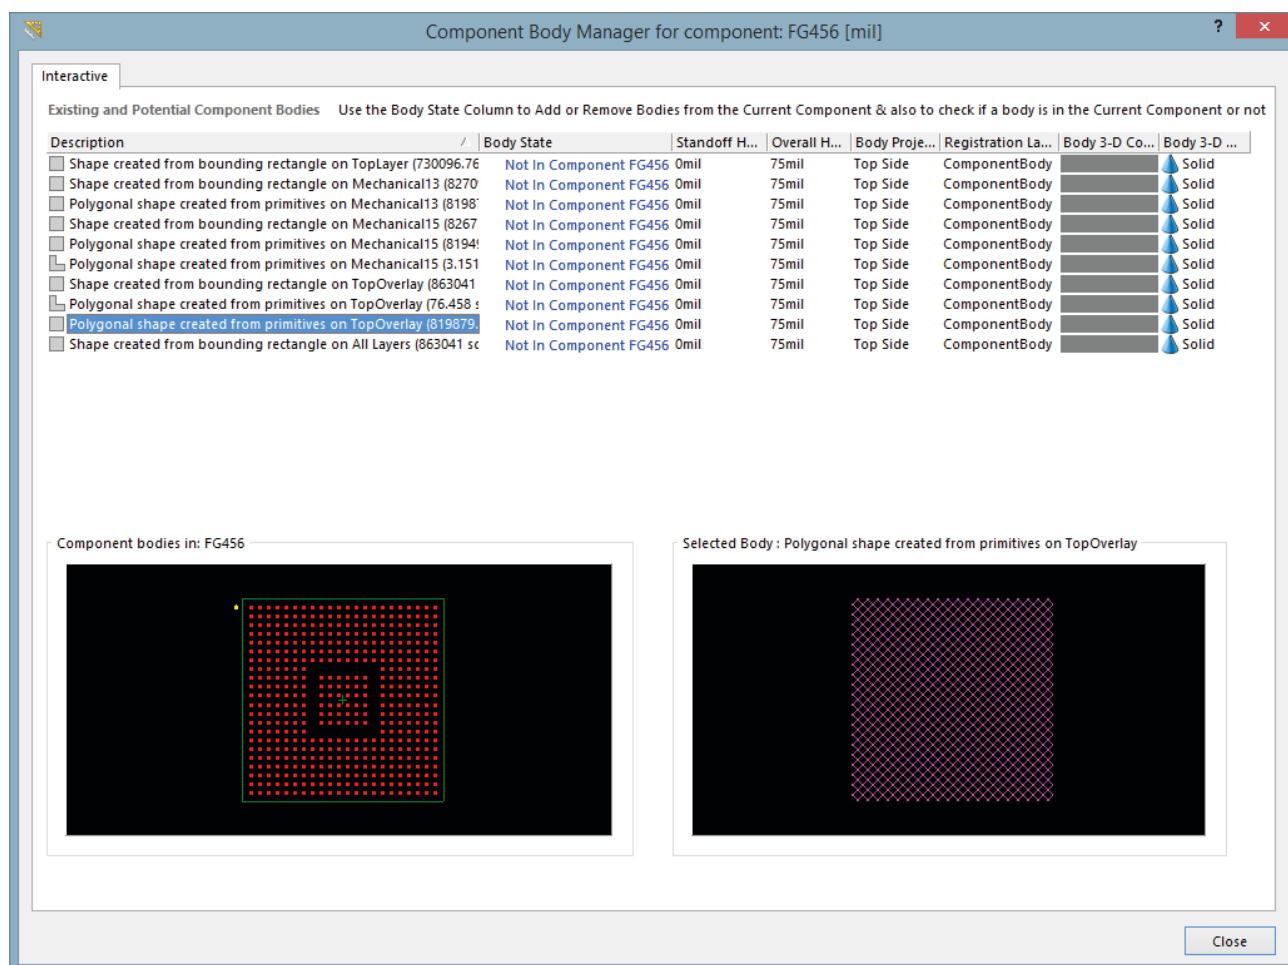 Component Body Manager for component: FG456 [mil]
?
Interactive
Existing and Potential Component Bodies Use the Body State Column to Add or Remove Bodies from the Current Component & also to check if a body is in the Current Component or not
Description Body State Standoff H... Overall H... Body Proje... Registration La... Body 3-D Co... Body 3-D ...
Shape created from bounding rectangle on TopLayer (730096.76 Not In Component FG456 0mil 75mil Top Side ComponentBody Solid
Shape created from bounding rectangle on Mechanical13 (8270 Not In Component FG456 0mil 75mil Top Side ComponentBody Solid
Polygonal shape created from primitives on Mechanical13 (8198 Not In Component FG456 0mil 75mil Top Side ComponentBody Solid
Shape created from bounding rectangle on Mechanical15 (8267 Not In Component FG456 0mil 75mil Top Side ComponentBody Solid
Polygonal shape created from primitives on Mechanical15 (8194 Not In Component FG456 0mil 75mil Top Side ComponentBody Solid
Polygonal shape created from primitives on Mechanical15 (3.151 Not In Component FG456 0mil 75mil Top Side ComponentBody Solid
Shape created from bounding rectangle on TopOverlay (863041 Not In Component FG456 0mil 75mil Top Side ComponentBody Solid
Polygonal shape created from primitives on TopOverlay (76.458 s Not In Component FG456 0mil 75mil Top Side ComponentBody Solid
Polygonal shape created from primitives on TopOverlay (819879. Not In Component FG456 0mil 75mil Top Side ComponentBody Solid
Shape created from bounding rectangle on All Layers (863041 sc Not In Component FG456 0mil 75mil Top Side ComponentBody Solid
Component bodies in: FG456
Selected Body : Polygonal shape created from primitives on TopOverlay
Close